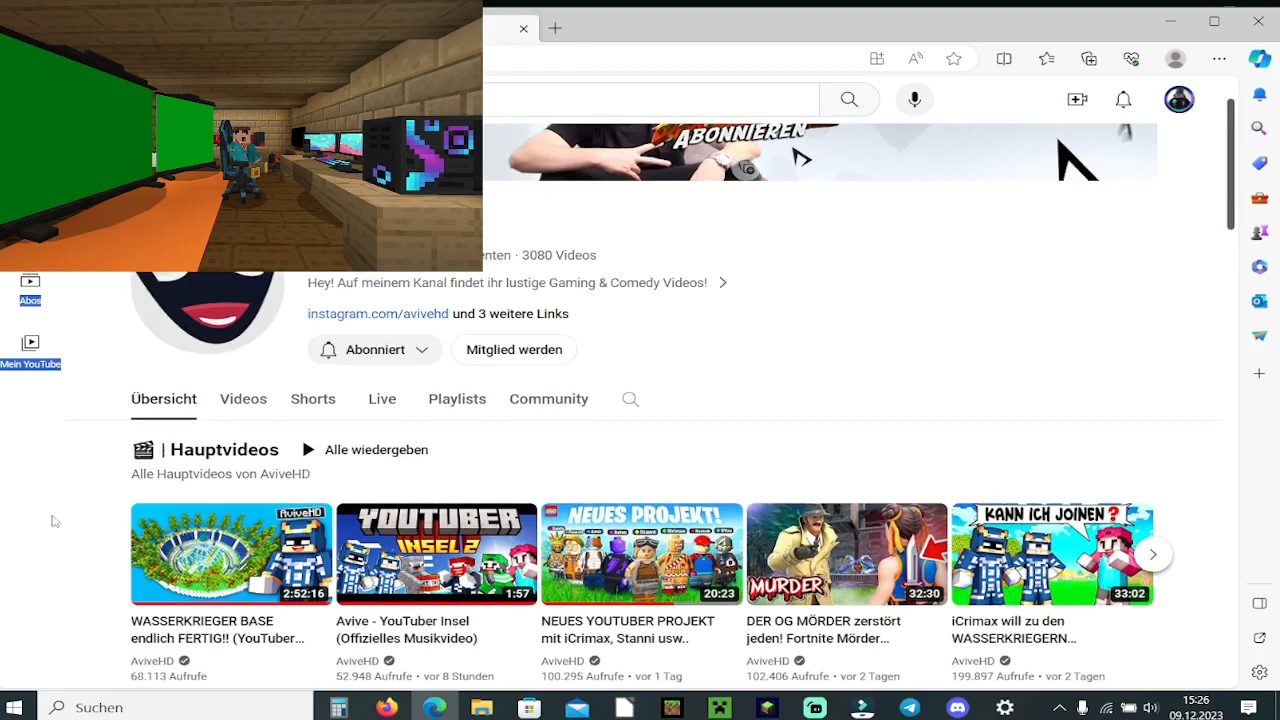 ABONNIEREN
enten · 3080 Videos
Hey! Auf meinem Kanal findet ihr lustige Gaming & Comedy Videos!
instagram.com/avivehd und 3 weitere Links
Abonniert
Mitglied werden
Abos
Mein YouTube
Übersicht Videos Shorts Live Playlists Community
| Hauptvideos Alle wiedergeben
Alle Hauptvideos von AviveHD
AviveHD
2:52:16
WASSERKRIEGER BASE
endlich FERTIG!! (YouTuber...
AviveHD
68.113 Aufrufe
YOUTUBER
INSEL 2
1:57
Avive - YouTuber Insel
(Offizielles Musikvideo)
AviveHD
52.948 Aufrufe · vor 8 Stunden
NEUES PROJEKT!
20:23
NEUES YOUTUBER PROJEKT
mit iCrimax, Stanni usw..
AviveHD
100.295 Aufrufe · vor 1 Tag
MURDER
32:30
DER OG MÖRDER zerstört
jeden! Fortnite Mörder...
AviveHD
102.406 Aufrufe · vor 2 Tagen
KANN ICH JOINEN?
33:02
iCrimax will zu den
WASSERKRIEGERN...
AviveHD
199.897 Aufrufe · vor 2 Tagen
Suchen
15:26
09.12.2023